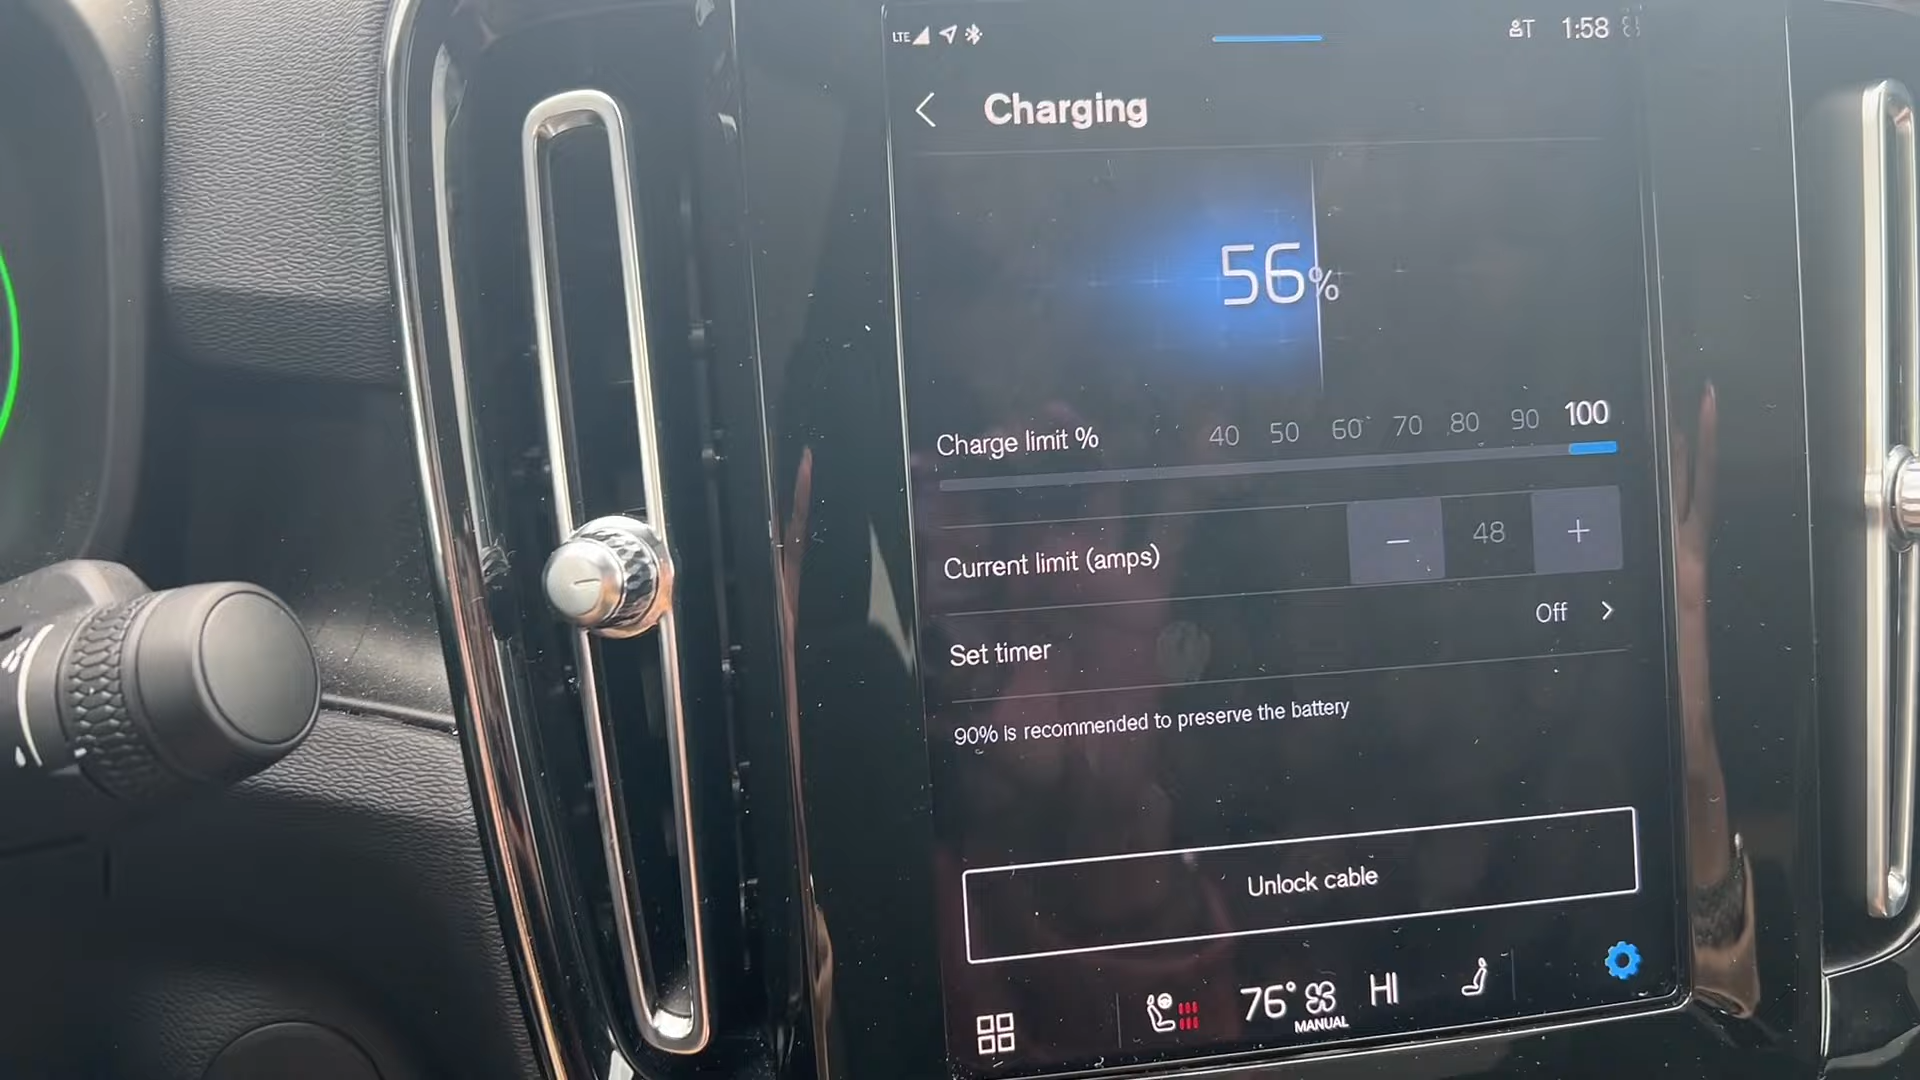 LTE 1:58
Charging
56%
Charge limit % 40 50 60 70 80 90 100
Current limit (amps) − 48 +
Set timer Off
90% is recommended to preserve the battery
Unlock cable
76° HI
MANUAL